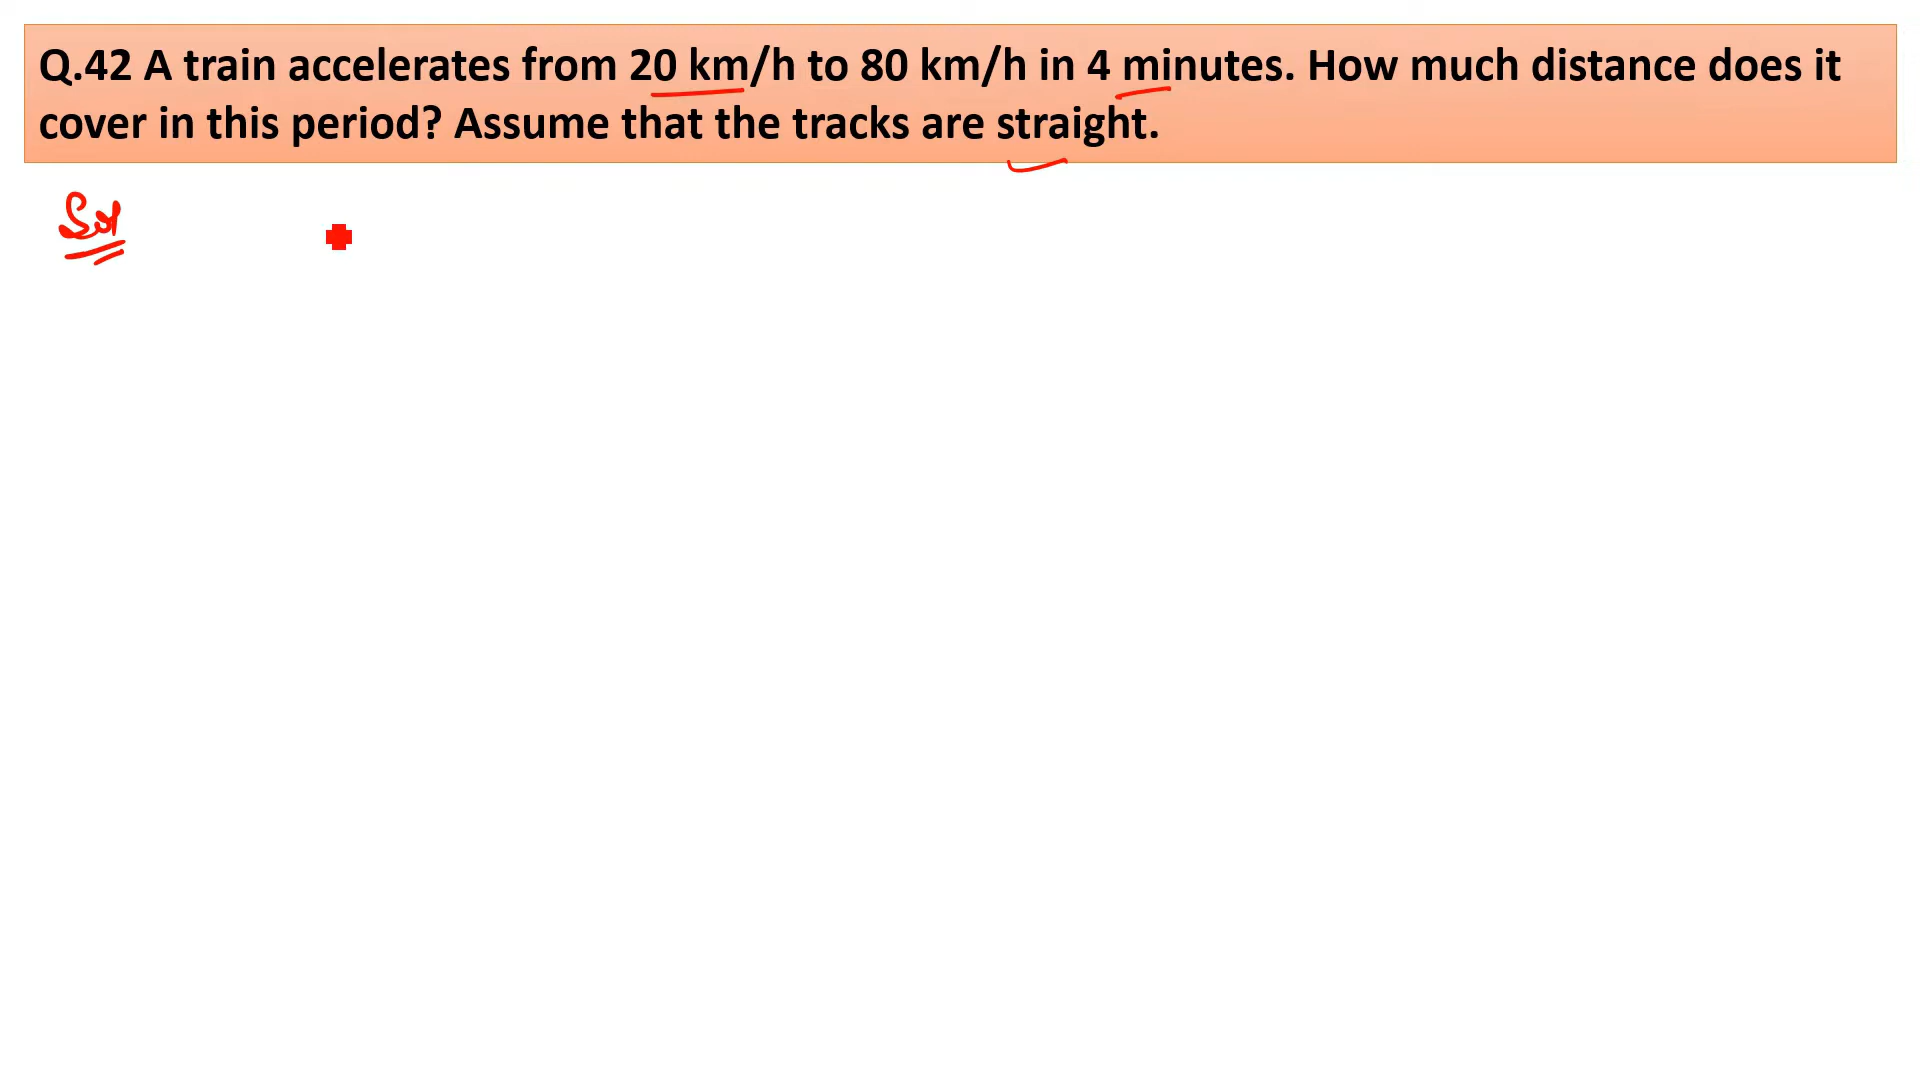 Q.42 A train accelerates from 20 km/h to 80 km/h in 4 minutes. How much distance does it
cover in this period? Assume that the tracks are straight.
Sol